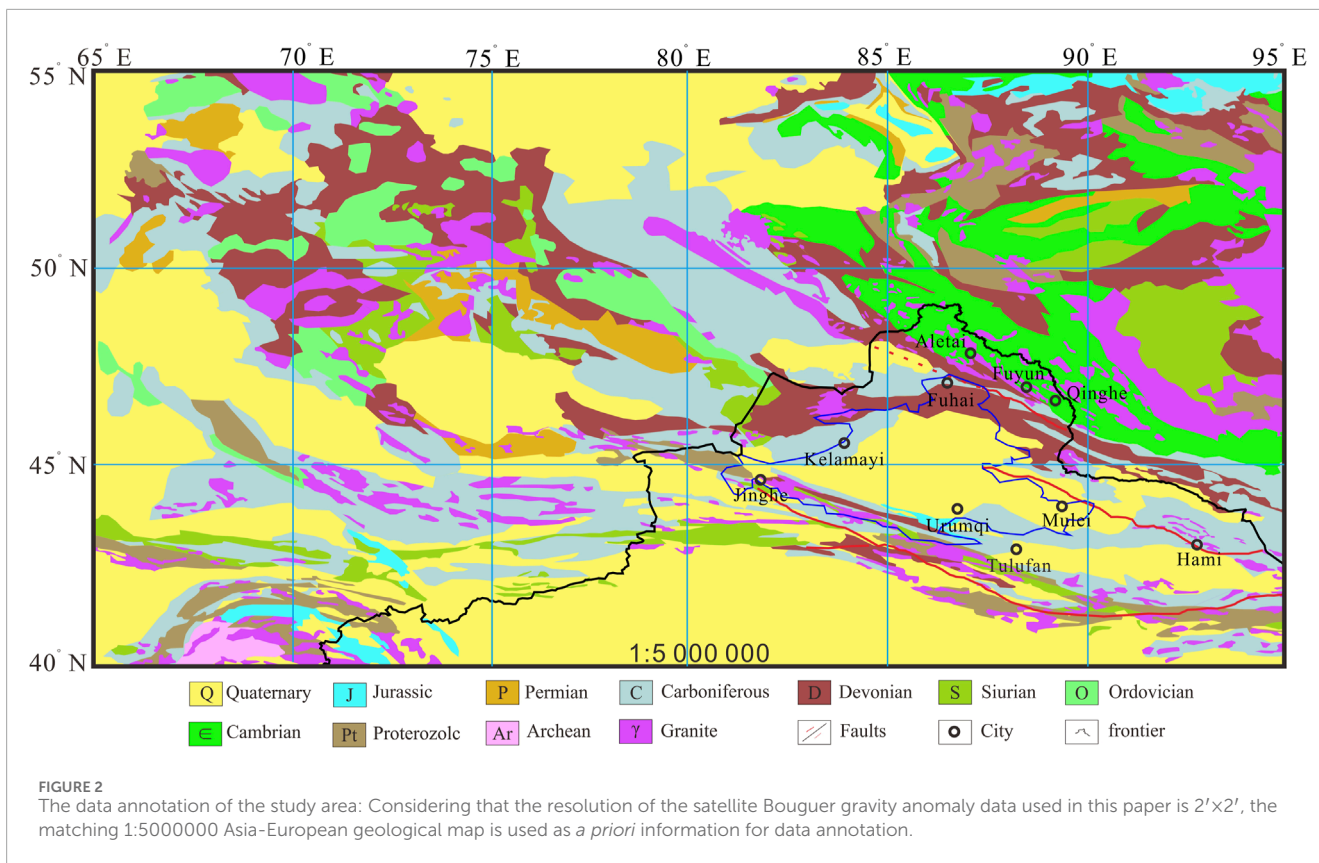 65° E 70° E 75° E 80° E 85° E 90° E 95° E
55° N
50° N
Aletai
Fuyun
Qinghe
Fuhai
45° N
Kelamayi
Jinghe
Urumqi
Mulei
Tulufan
Hami
40° N
1:5 000 000
Q Quaternary J Jurassic P Permian C Carboniferous D Devonian S Siurian O Ordovician
∈ Cambrian Pt Proterozolc Ar Archean γ Granite Faults City frontier
FIGURE 2
The data annotation of the study area: Considering that the resolution of the satellite Bouguer gravity anomaly data used in this paper is 2′×2′, the
matching 1:5000000 Asia-European geological map is used as a priori information for data annotation.